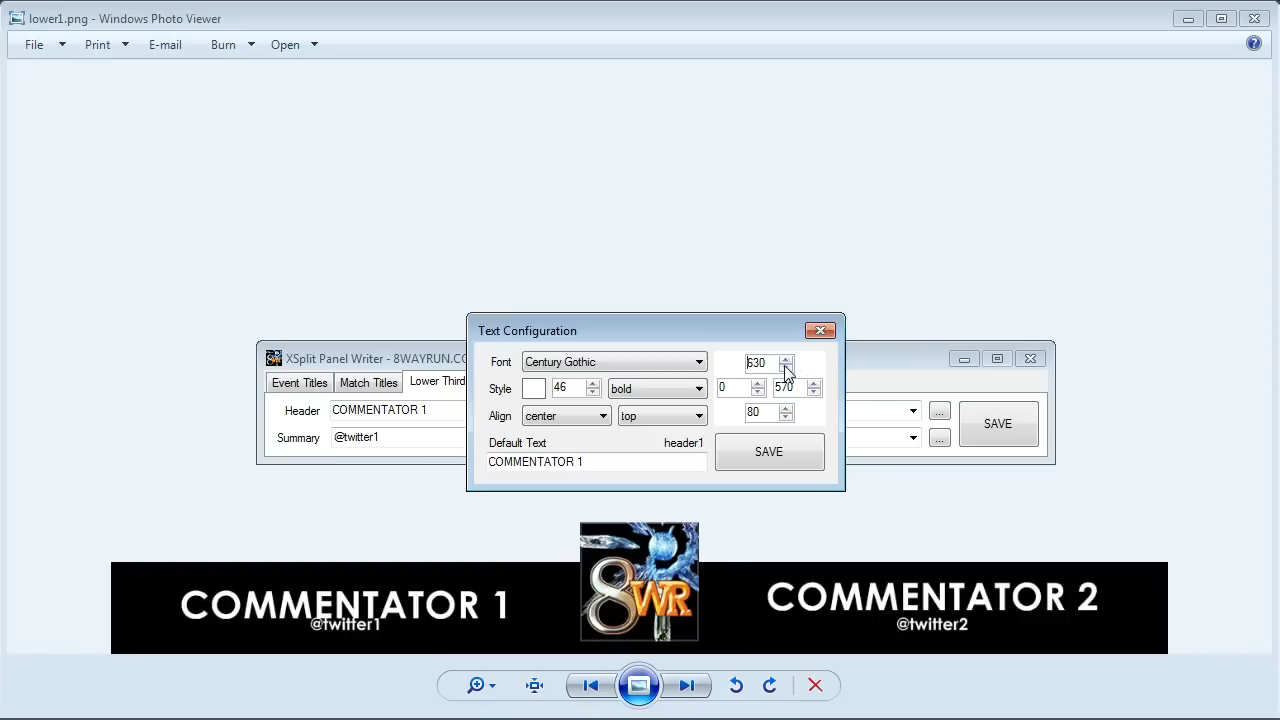 lower1.png - Windows Photo Viewer
File Print E-mail Burn Open
Text Configuration
Font Century Gothic 630
Style 46 bold 0 570
Align center top 80
Default Text header1
COMMENTATOR 1
SAVE
XSplit Panel Writer - 8WAYRUN.CO
Event Titles Match Titles Lower Third
Header COMMENTATOR 1 ...
Summary @twitter1 ...
SAVE
COMMENTATOR 1
@twitter1
8WR
COMMENTATOR 2
@twitter2